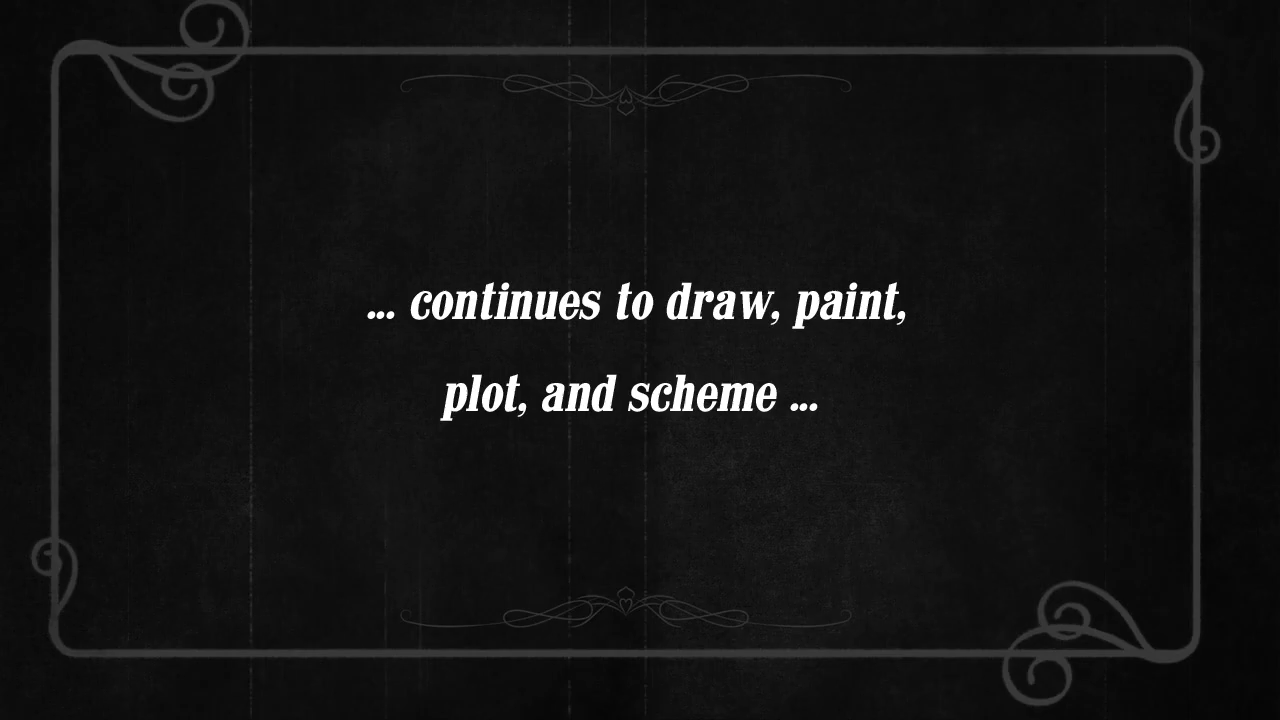 ... continues to draw, paint,
plot, and scheme ...